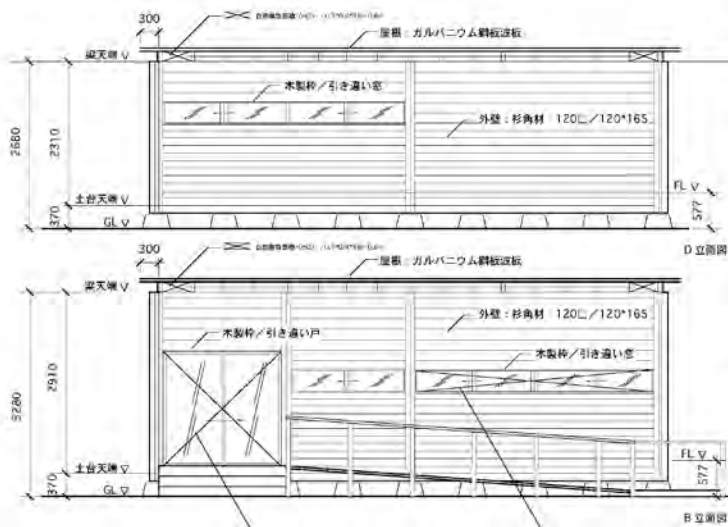 300
屋根：ガルバニウム鋼板波板
梁天端 ▽
木製枠／引き違い窓
外壁：杉角材 120□／120*165
2680
2310
370
土台天端 ▽
GL ▽
FL ▽
577
D 立面図
300
屋根：ガルバニウム鋼板波板
梁天端 ▽
外壁：杉角材 120□／120*165
木製枠／引き違い戸
木製枠／引き違い窓
3280
2910
370
土台天端 ▽
GL ▽
FL ▽
577
B 立面図